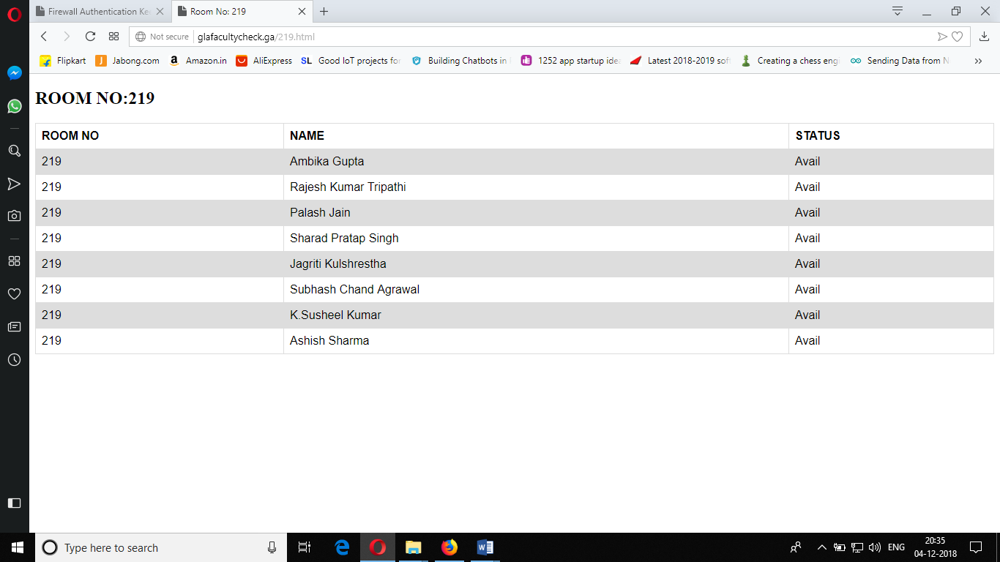 Firewall Authentication Ke
Room No: 219
Not secure
glafacultycheck.ga/219.html
Flipkart
Jabong.com
Amazon.in
AliExpress
SL Good IoT projects for
Building Chatbots in
1252 app startup idea
Latest 2018-2019 soft
Creating a chess engi
Sending Data from N
ROOM NO:219
ROOM NO NAME STATUS
219 Ambika Gupta Avail
219 Rajesh Kumar Tripathi Avail
219 Palash Jain Avail
219 Sharad Pratap Singh Avail
219 Jagriti Kulshrestha Avail
219 Subhash Chand Agrawal Avail
219 K.Susheel Kumar Avail
219 Ashish Sharma Avail
Type here to search
ENG
20:35
04-12-2018